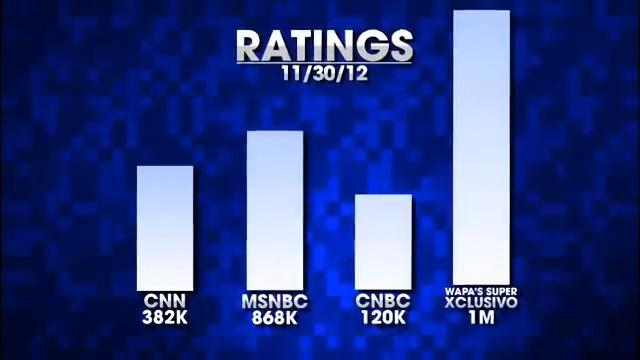 RATINGS
11/30/12
CNN
382K
MSNBC
868K
CNBC
120K
WAPA'S SUPER
XCLUSIVO
1M